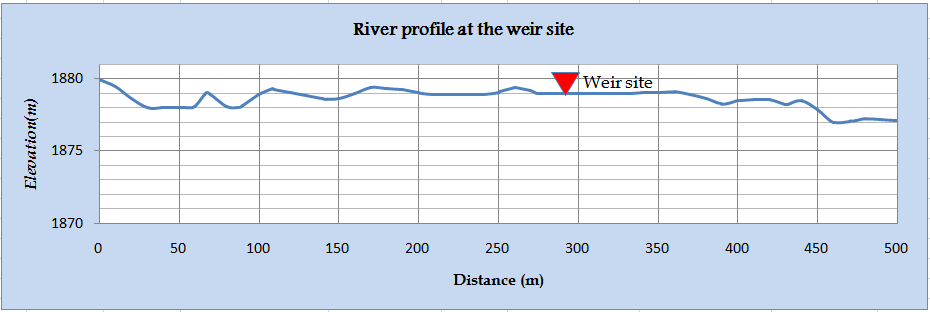 River profile at the weir site
Elevation(m)
1880
1875
1870
Weir site
0 50 100 150 200 250 300 350 400 450 500
Distance (m)